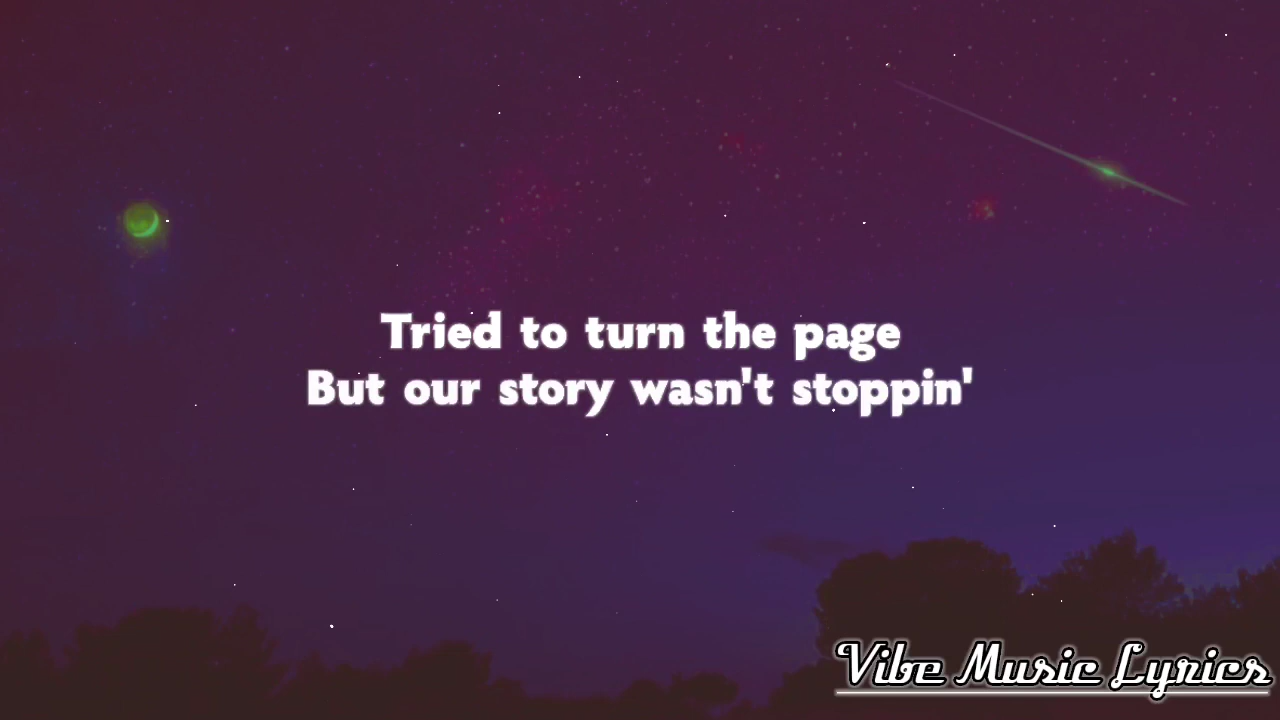 Tried to turn the page
But our story wasn't stoppin'
Vibe Music Lyrics